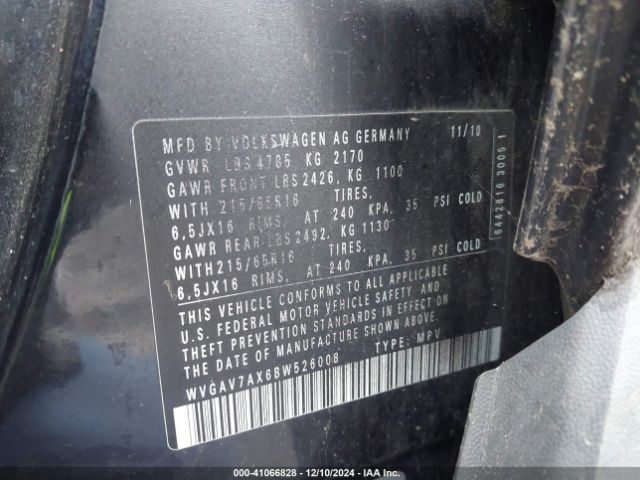 MFD BY VOLKSWAGEN AG GERMANY 11/10
GVWR LBS 4785 KG 2170
GAWR FRONT LBS 2426, KG 1100
WITH 215/65R16 TIRES,
6,5JX16 RIMS, AT 240 KPA, 35 PSI COLD
GAWR REAR LBS 2492, KG 1130
WITH 215/65R16 TIRES,
6,5JX16 RIMS, AT 240 KPA, 35 PSI COLD
THIS VEHICLE CONFORMS TO ALL APPLICABLE
U.S. FEDERAL MOTOR VEHICLE SAFETY AND
THEFT PREVENTION STANDARDS IN EFFECT ON
THE DATE OF MANUFACTURE SHOWN ABOVE.
WVGAV7AX6BW526008 TYPE: MPV
6442816 30051
000-41066828 - 12/10/2024 - IAA Inc.